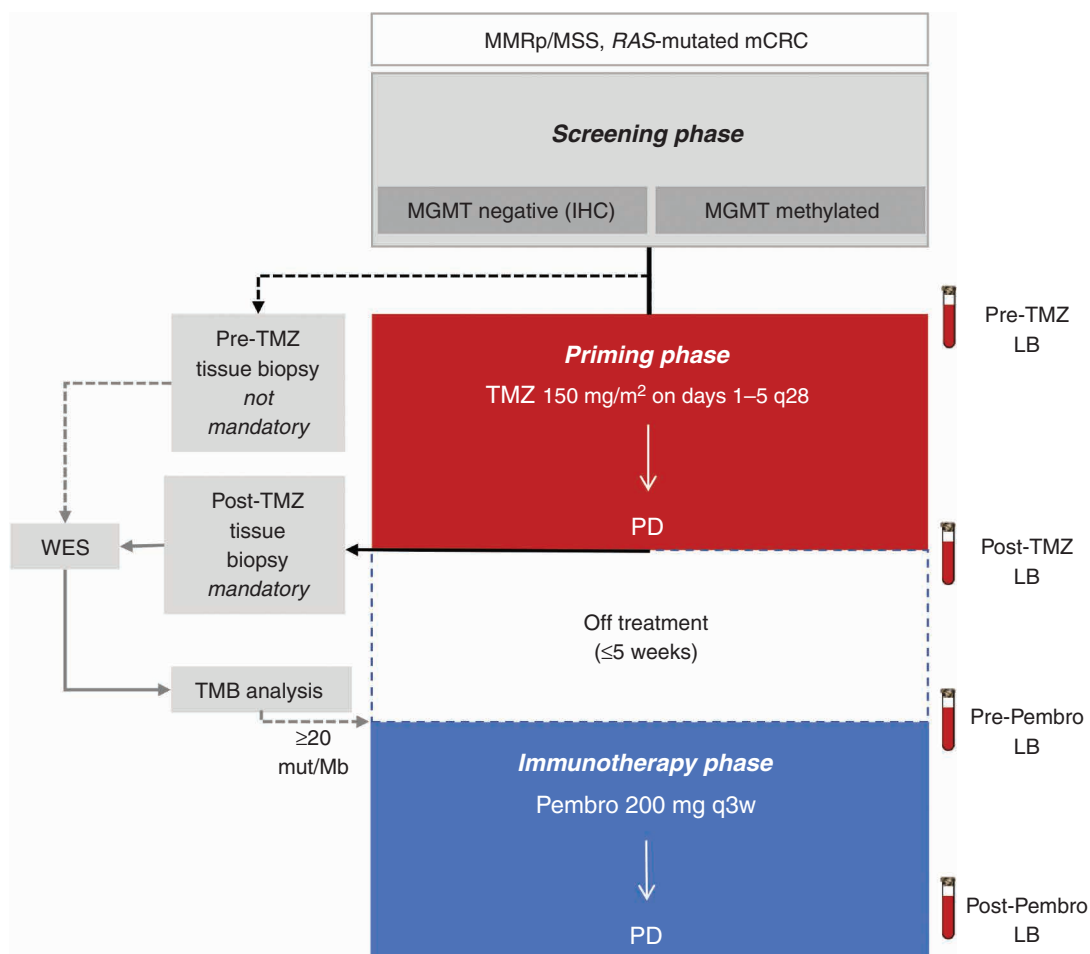 MMRp/MSS, RAS-mutated mCRC
Screening phase
MGMT negative (IHC)
MGMT methylated
Pre-TMZ
tissue biopsy
not
mandatory
Priming phase
TMZ 150 mg/m² on days 1–5 q28
PD
Pre-TMZ
LB
Post-TMZ
tissue
biopsy
mandatory
WES
Post-TMZ
LB
Off treatment
(≤5 weeks)
TMB analysis
≥20
mut/Mb
Pre-Pembro
LB
Immunotherapy phase
Pembro 200 mg q3w
PD
Post-Pembro
LB